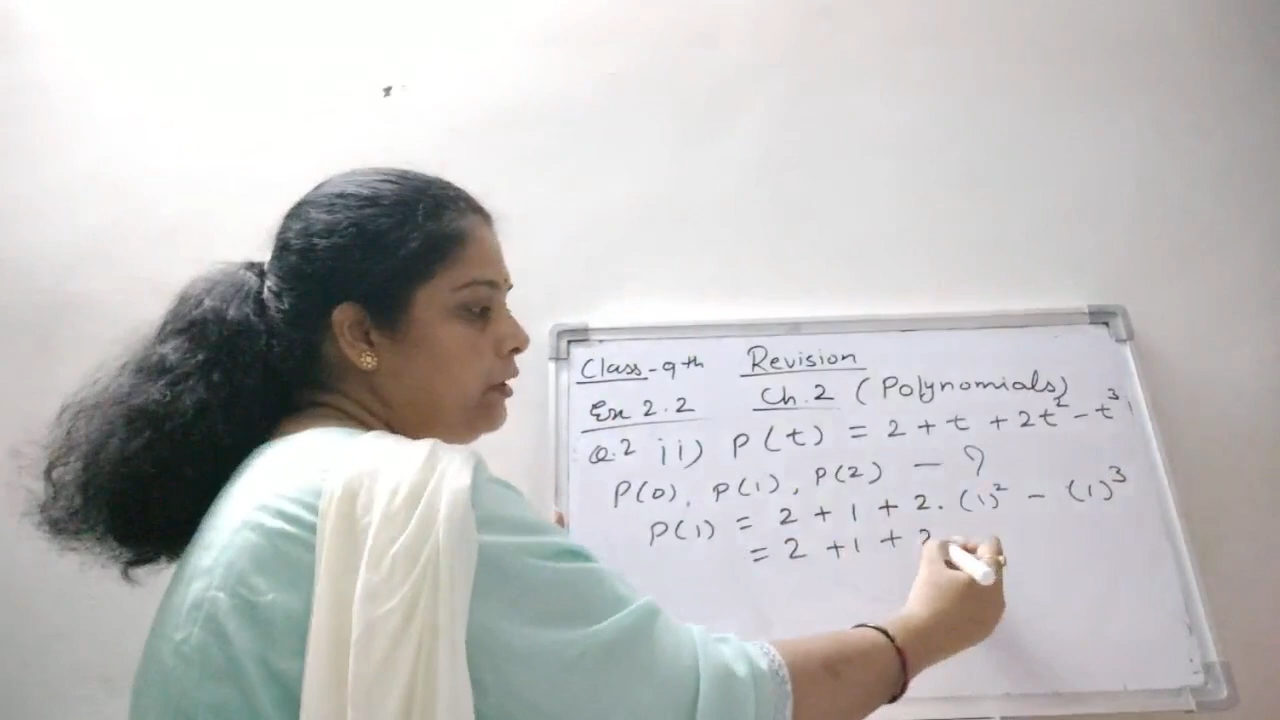 Class-9th Revision
Ex 2.2 Ch.2 (Polynomials)
Q.2 ii) P(t) = 2 + t + 2t² - t³
P(0), P(1), P(2) - ?
P(1) = 2 + 1 + 2.(1)² - (1)³
= 2 + 1 + 2